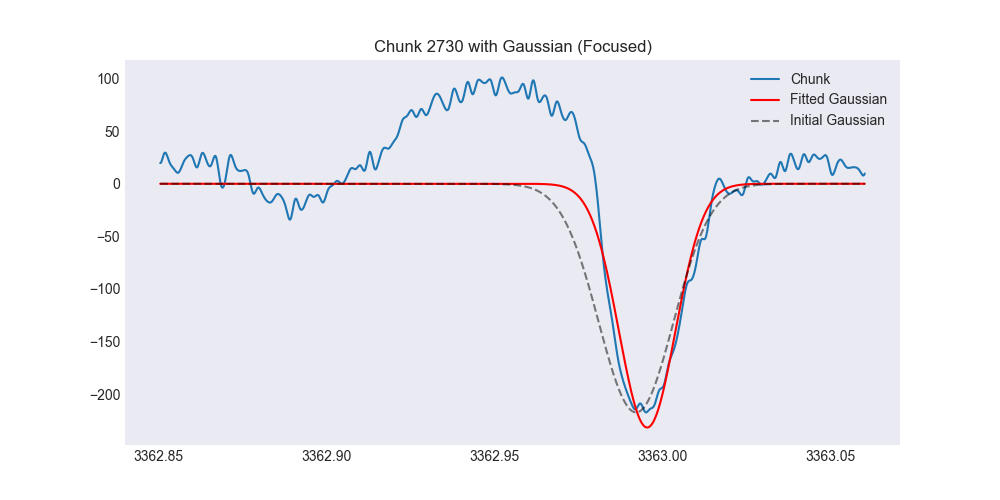 Chunk 2730 with Gaussian (Focused)
Chunk
Fitted Gaussian
Initial Gaussian
100
50
0
−50
−100
−150
−200
3362.85 3362.90 3362.95 3363.00 3363.05